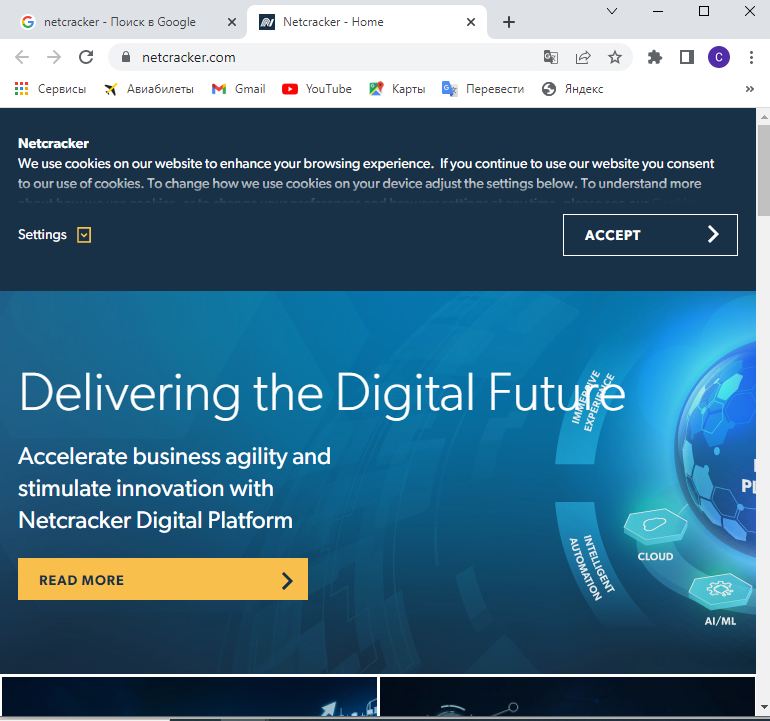 netcracker - Поиск в Google
Netcracker - Home
netcracker.com
C
Сервисы
Авиабилеты
Gmail
YouTube
Карты
Перевести
Яндекс
Netcracker
We use cookies on our website to enhance your browsing experience. If you continue to use our website you consent
to our use of cookies. To change how we use cookies on your device adjust the settings below. To understand more
Settings
ACCEPT
Delivering the Digital Future
IMMERSIVE
EXPERIENCE
Accelerate business agility and
stimulate innovation with
Netcracker Digital Platform
READ MORE
INTELLIGENT
AUTOMATION
CLOUD
AI/ML